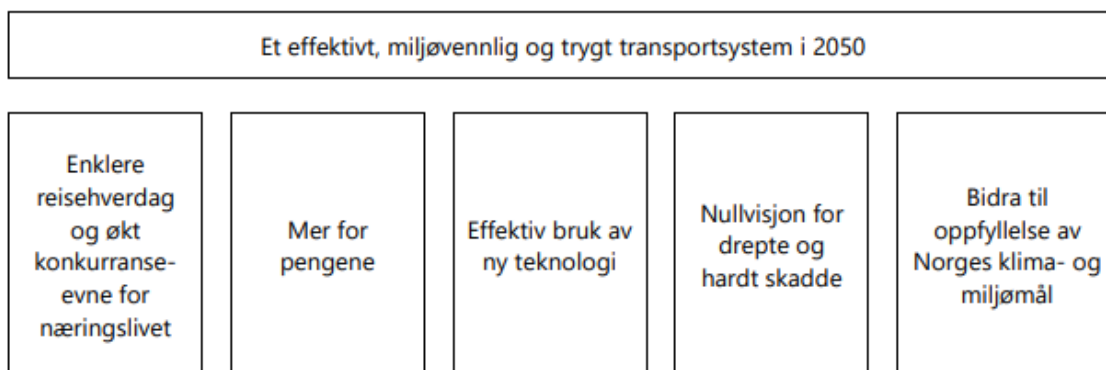 Et effektivt, miljøvennlig og trygt transportsystem i 2050
Enklere
reisehverdag
og økt
konkurranse-
evne for
næringslivet
Mer for
pengene
Effektiv bruk av
ny teknologi
Nullvisjon for
drepte og
hardt skadde
Bidra til
oppfyllelse av
Norges klima- og
miljømål